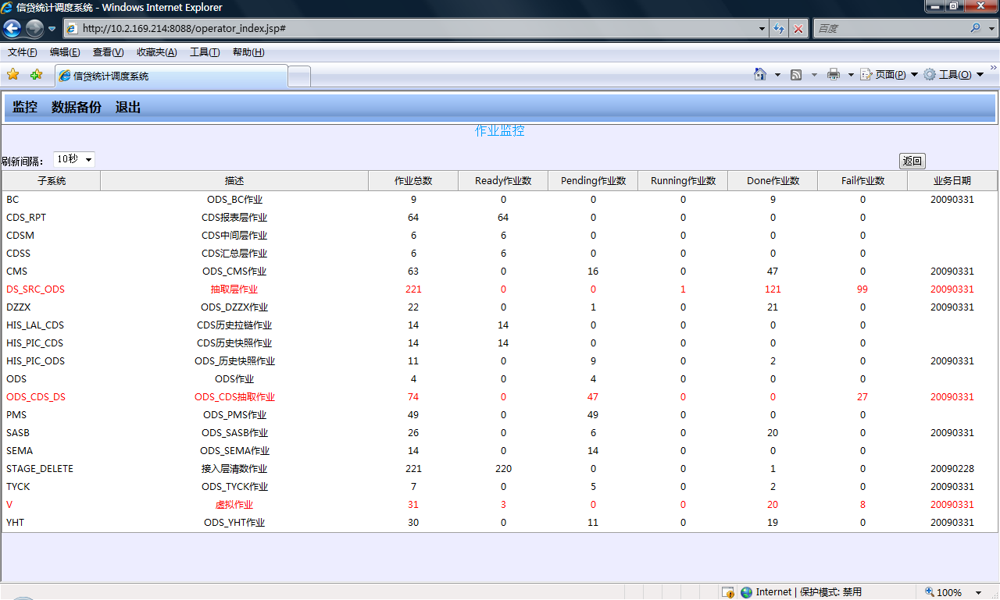 信贷统计调度系统 - Windows Internet Explorer
http://10.2.169.214:8088/operator_index.jsp# 百度
文件(F) 编辑(E) 查看(V) 收藏夹(A) 工具(T) 帮助(H)
信贷统计调度系统 页面(P) 工具(O)
监控 数据备份 退出
作业监控
刷新间隔: 10秒 返回
子系统 描述 作业总数 Ready作业数 Pending作业数 Running作业数 Done作业数 Fail作业数 业务日期
BC ODS_BC作业 9 0 0 0 9 0 20090331
CDS_RPT CDS报表层作业 64 64 0 0 0 0
CDSM CDS中间层作业 6 6 0 0 0 0
CDSS CDS汇总层作业 6 6 0 0 0 0
CMS ODS_CMS作业 63 0 16 0 47 0 20090331
DS_SRC_ODS 抽取层作业 221 0 0 1 121 99 20090331
DZZX ODS_DZZX作业 22 0 1 0 21 0 20090331
HIS_LAL_CDS CDS历史拉链作业 14 14 0 0 0 0
HIS_PIC_CDS CDS历史快照作业 14 14 0 0 0 0
HIS_PIC_ODS ODS_历史快照作业 11 0 9 0 2 0 20090331
ODS ODS作业 4 0 4 0 0 0
ODS_CDS_DS ODS_CDS抽取作业 74 0 47 0 0 27 20090331
PMS ODS_PMS作业 49 0 49 0 0 0
SASB ODS_SASB作业 26 0 6 0 20 0 20090331
SEMA ODS_SEMA作业 14 0 14 0 0 0
STAGE_DELETE 接入层清数作业 221 220 0 0 1 0 20090228
TYCK ODS_TYCK作业 7 0 5 0 2 0 20090331
V 虚拟作业 31 3 0 0 20 8 20090331
YHT ODS_YHT作业 30 0 11 0 19 0 20090331
Internet | 保护模式: 禁用 100%